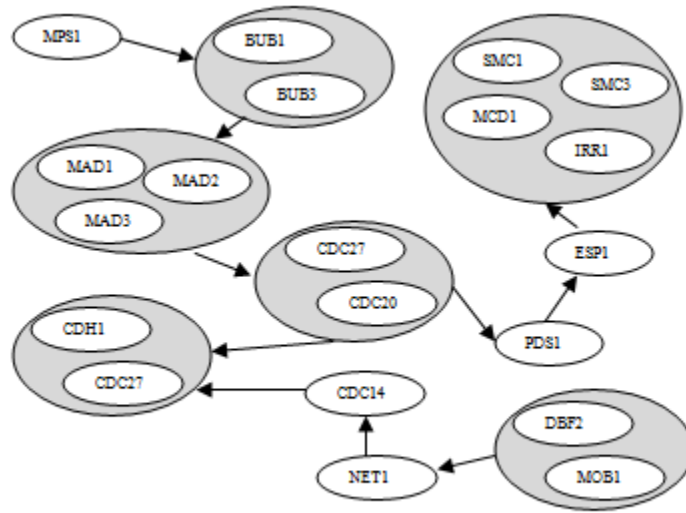 MPS1
BUB1
BUB3
SMC1
SMC3
MCD1
IRR1
MAD1
MAD2
MAD3
CDC27
CDC20
ESP1
CDH1
CDC27
PDS1
CDC14
DBF2
NET1
MOB1